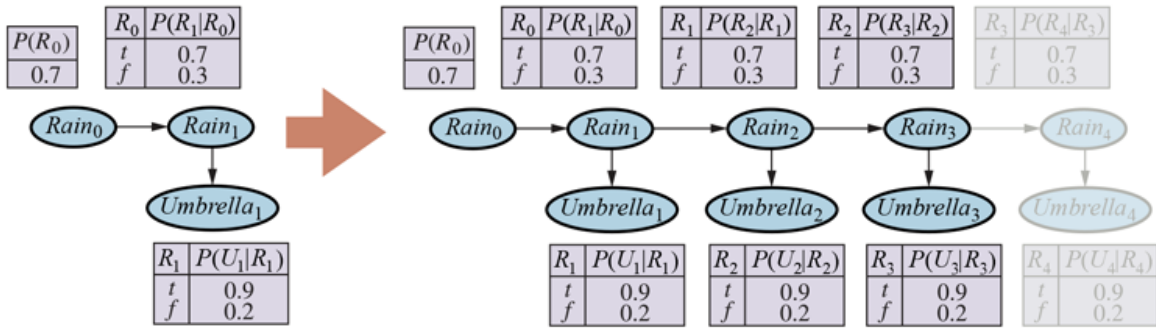 P(R₀)
0.7
R₀ P(R₁|R₀)
t 0.7
f 0.3
Rain₀
Rain₁
Umbrella₁
R₁ P(U₁|R₁)
t 0.9
f 0.2
P(R₀)
0.7
R₀ P(R₁|R₀)
t 0.7
f 0.3
R₁ P(R₂|R₁)
t 0.7
f 0.3
R₂ P(R₃|R₂)
t 0.7
f 0.3
R₃ P(R₄|R₃)
t 0.7
f 0.3
Rain₀
Rain₁
Rain₂
Rain₃
Rain₄
Umbrella₁
Umbrella₂
Umbrella₃
Umbrella₄
R₁ P(U₁|R₁)
t 0.9
f 0.2
R₂ P(U₂|R₂)
t 0.9
f 0.2
R₃ P(U₃|R₃)
t 0.9
f 0.2
R₄ P(U₄|R₄)
t 0.9
f 0.2